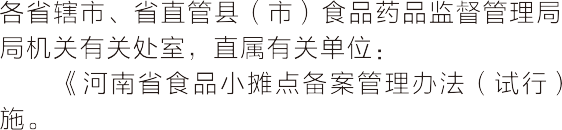 各省辖市、省直管县（市）食品药品监督管理局
局机关有关处室，直属有关单位：
《河南省食品小摊点备案管理办法（试行）
施。